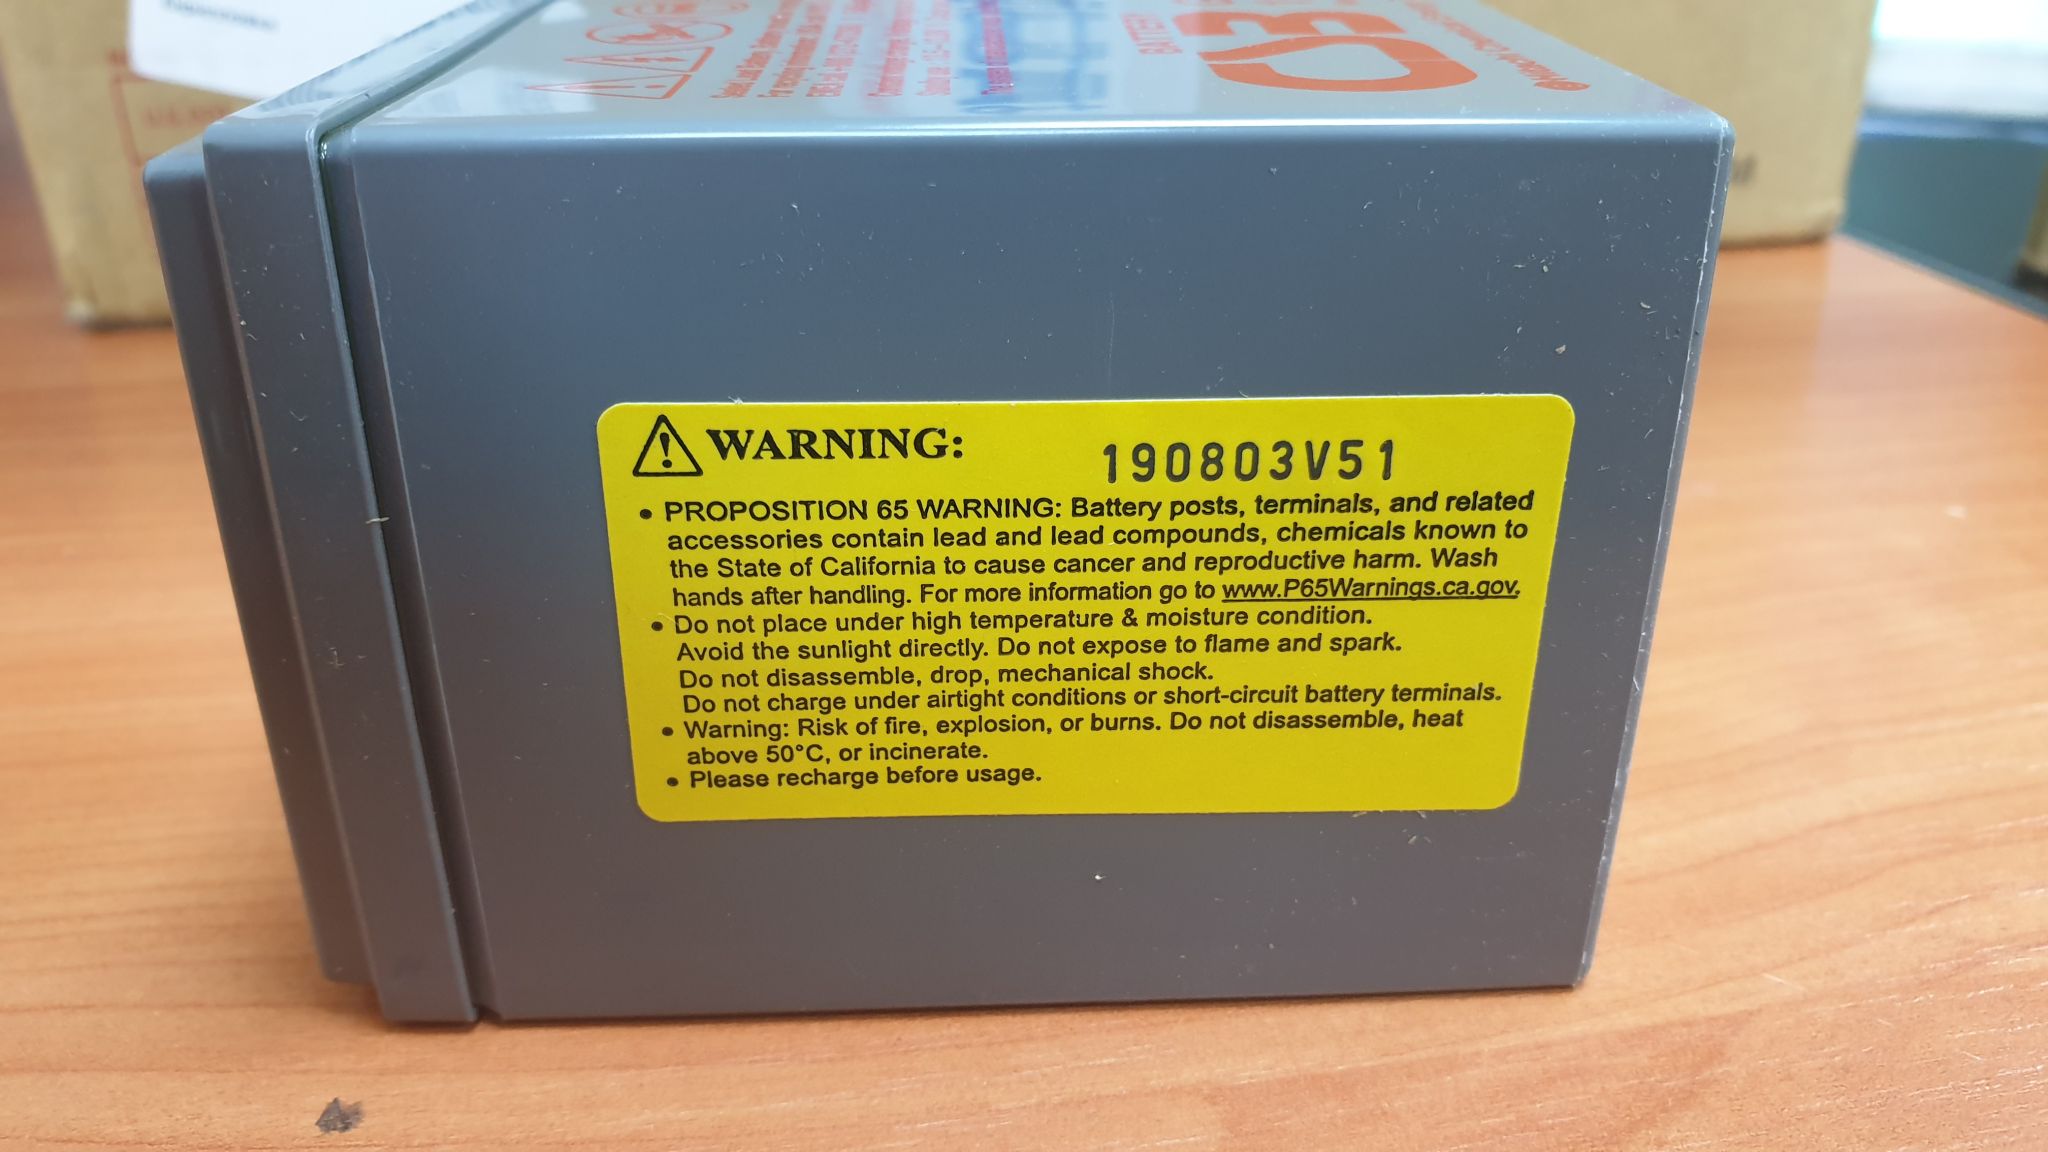 CSB
BATTERY
WARNING:
190803V51
• PROPOSITION 65 WARNING: Battery posts, terminals, and related
accessories contain lead and lead compounds, chemicals known to
the State of California to cause cancer and reproductive harm. Wash
hands after handling. For more information go to www.P65Warnings.ca.gov.
• Do not place under high temperature & moisture condition.
Avoid the sunlight directly. Do not expose to flame and spark.
Do not disassemble, drop, mechanical shock.
Do not charge under airtight conditions or short-circuit battery terminals.
• Warning: Risk of fire, explosion, or burns. Do not disassemble, heat
above 50°C, or incinerate.
• Please recharge before usage.